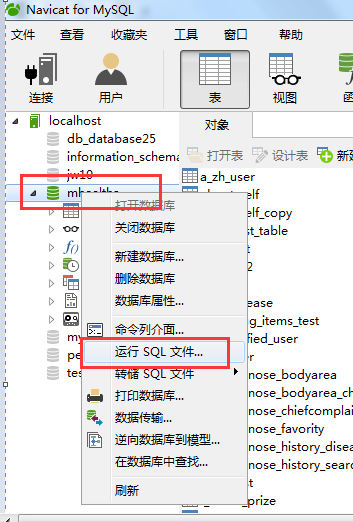 Navicat for MySQL
文件 查看 收藏夹 工具 窗口 帮助
连接 用户 表 视图
localhost
对象
db_database25
information_schema
打开表 设计表
jw10
a_zh_user
打开数据库
elf
关闭数据库
elf_copy
t_table
新建数据库...
删除数据库
2
数据库属性...
ease
命令列介面...
g_items_test
my
运行 SQL 文件...
fied_user
pe
转储 SQL 文件
er
tes
打印数据库...
nose_bodyarea
数据传输...
nose_bodyarea_ch
逆向数据库到模型...
nose_chiefcomplai
在数据库中查找...
nose_favority
nose_history_disea
刷新
nose_history_searc
t
_prize